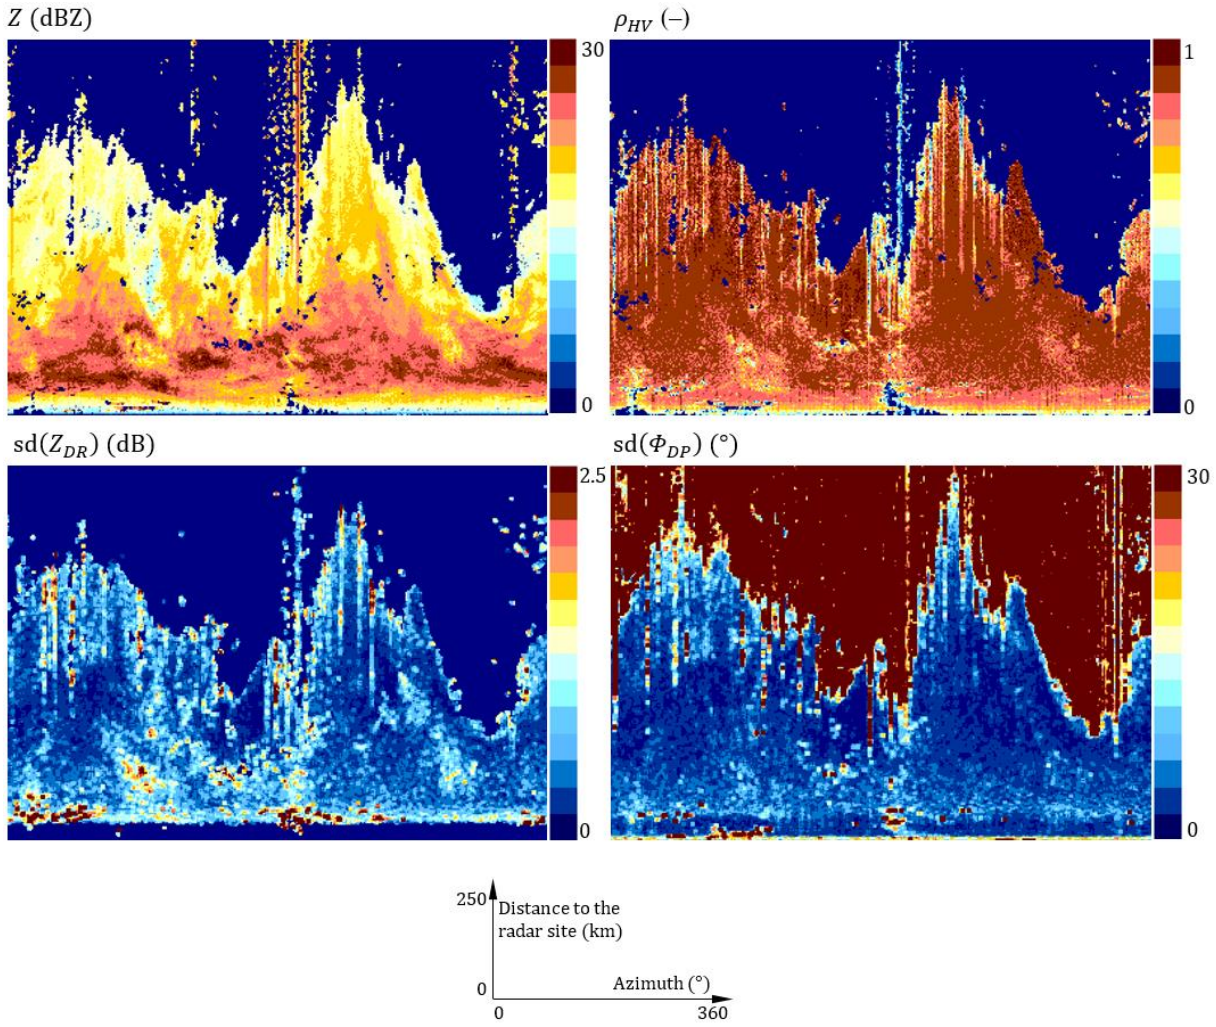 Z (dBZ)
ρHV (–)
30
1
0
0
sd(ZDR) (dB)
sd(ΦDP) (°)
2.5
30
0
0
250
Distance to the
radar site (km)
Azimuth (°)
0
0
360